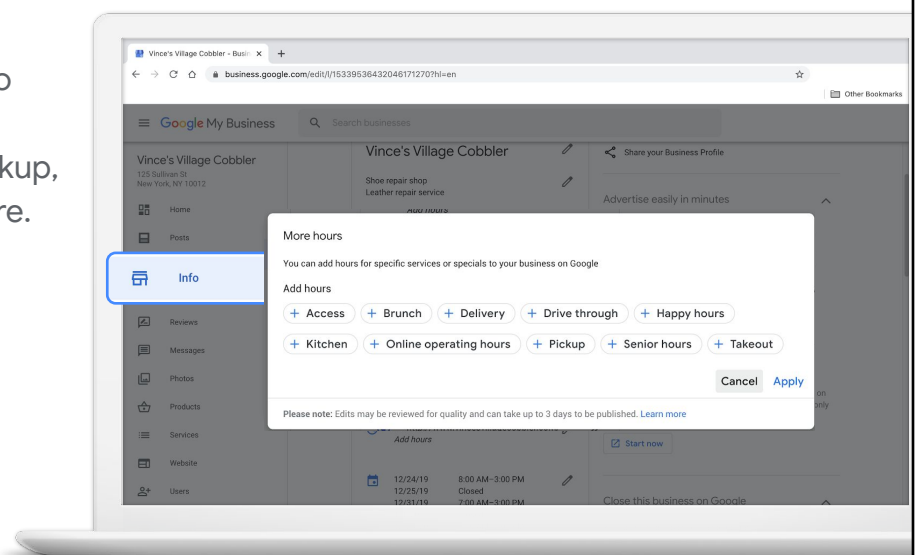 o
kup,
re.
Vince's Village Cobbler - Busin
business.google.com/edit/l/15339536432046171270?hl=en
Other Bookmarks
Google My Business
Search businesses
Vince's Village Cobbler
125 Sullivan St
New York, NY 10012
Home
Posts
Info
Reviews
Messages
Photos
Products
Services
Website
Users
Vince's Village Cobbler
Shoe repair shop
Leather repair service
Add hours
Share your Business Profile
Advertise easily in minutes
More hours
You can add hours for specific services or specials to your business on Google
Add hours
+ Access + Brunch + Delivery + Drive through + Happy hours
+ Kitchen + Online operating hours + Pickup + Senior hours + Takeout
Cancel Apply
Please note: Edits may be reviewed for quality and can take up to 3 days to be published. Learn more
on
only
Add hours
Start now
12/24/19 8:00 AM–3:00 PM
12/25/19 Closed
12/31/19 7:00 AM–3:00 PM
Close this business on Google